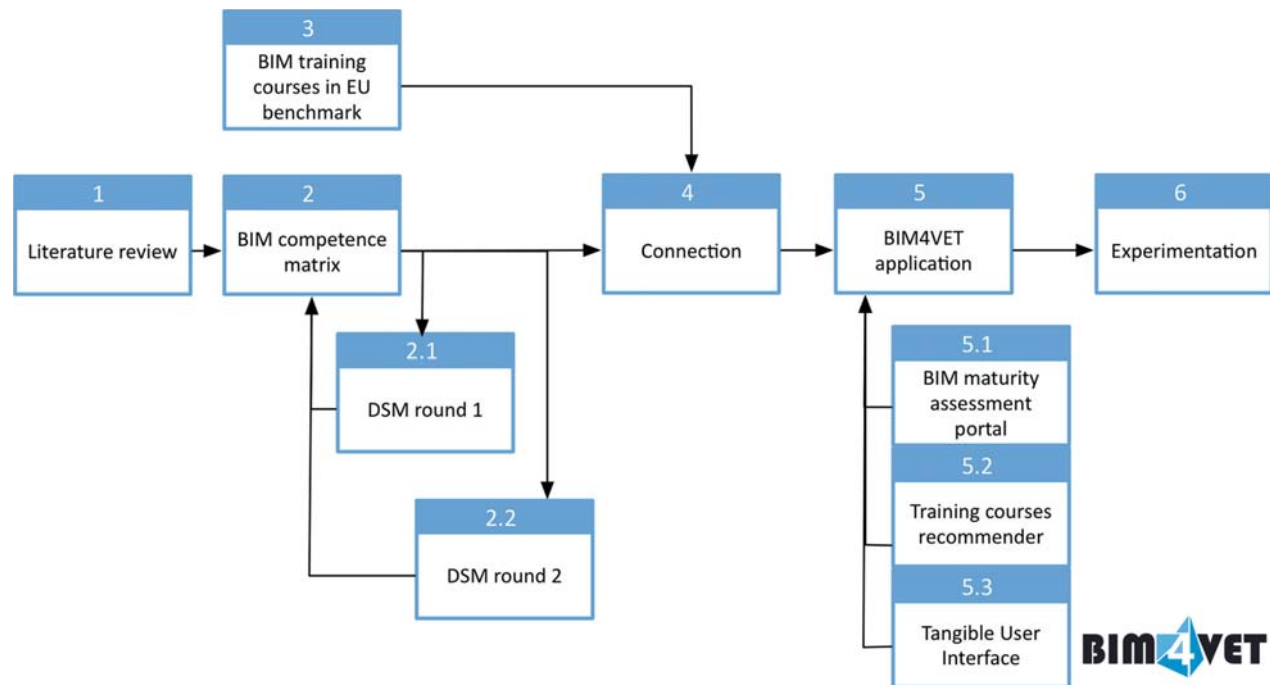 3
BIM training
courses in EU
benchmark
1
Literature review
2
BIM competence
matrix
4
Connection
5
BIM4VET
application
6
Experimentation
2.1
DSM round 1
2.2
DSM round 2
5.1
BIM maturity
assessment
portal
5.2
Training courses
recommender
5.3
Tangible User
Interface
BIM4VET